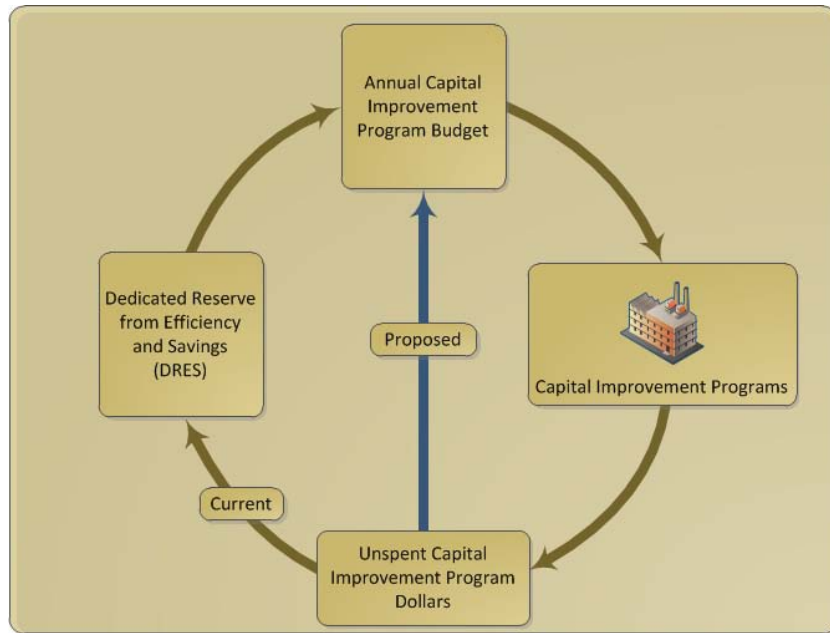 Annual Capital
Improvement
Program Budget
Dedicated Reserve
from Efficiency
and Savings
(DRES)
Proposed
Capital Improvement Programs
Current
Unspent Capital
Improvement Program
Dollars